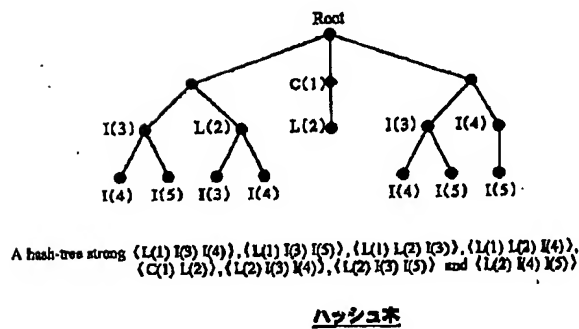 Root
C(1)
I(3) L(2) L(2) I(3) I(4)
I(4) I(5) I(3) I(4) I(4) I(5) I(5)
A hash-tree strong {L(1) I(3) I(4)}, {L(1) I(3) I(5)}, {L(1) L(2) I(3)}, {L(1) L(2) I(4)},
{C(1) L(2)}, {L(2) I(3) I(4)}, {L(2) I(3) I(5)} and {L(2) I(4) I(5)}
ハッシュ木